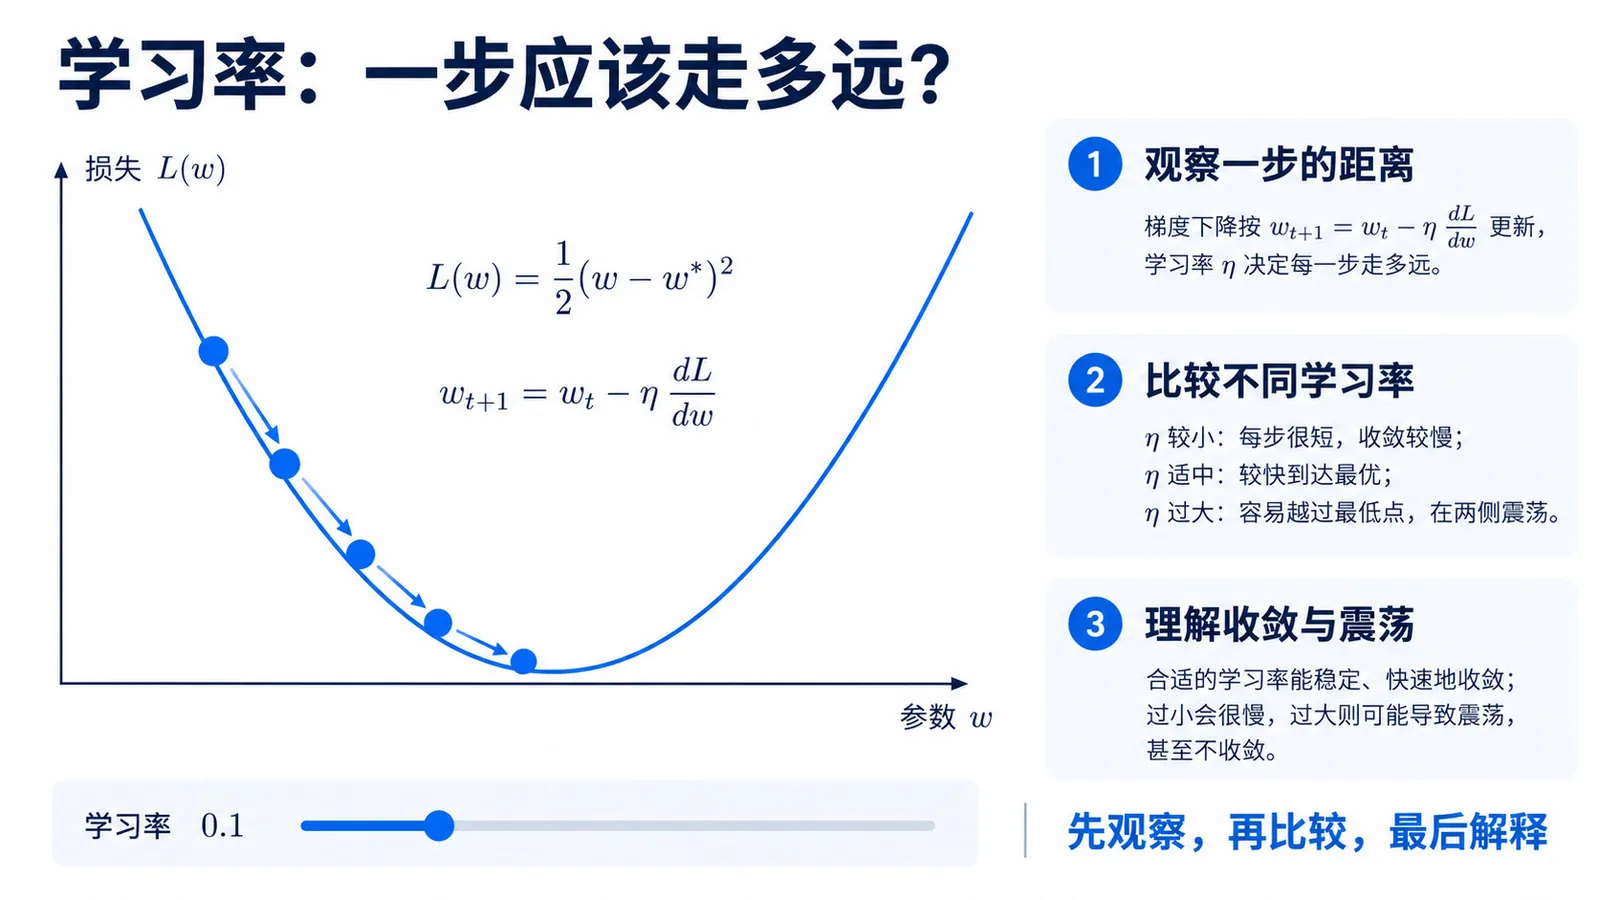 学习率：一步应该走多远？
损失 L(w)
L(w) = \frac{1}{2}(w − w^*)^2
w_{t+1} = w_t − η \frac{dL}{dw}
参数 w
学习率 0.1
1 观察一步的距离
梯度下降按 w_{t+1} = w_t − η \frac{dL}{dw} 更新，
学习率 η 决定每一步走多远。
2 比较不同学习率
η 较小：每步很短，收敛较慢；
η 适中：较快到达最优；
η 过大：容易越过最低点，在两侧震荡。
3 理解收敛与震荡
合适的学习率能稳定、快速地收敛；
过小会很慢，过大则可能导致震荡，
甚至不收敛。
先观察，再比较，最后解释